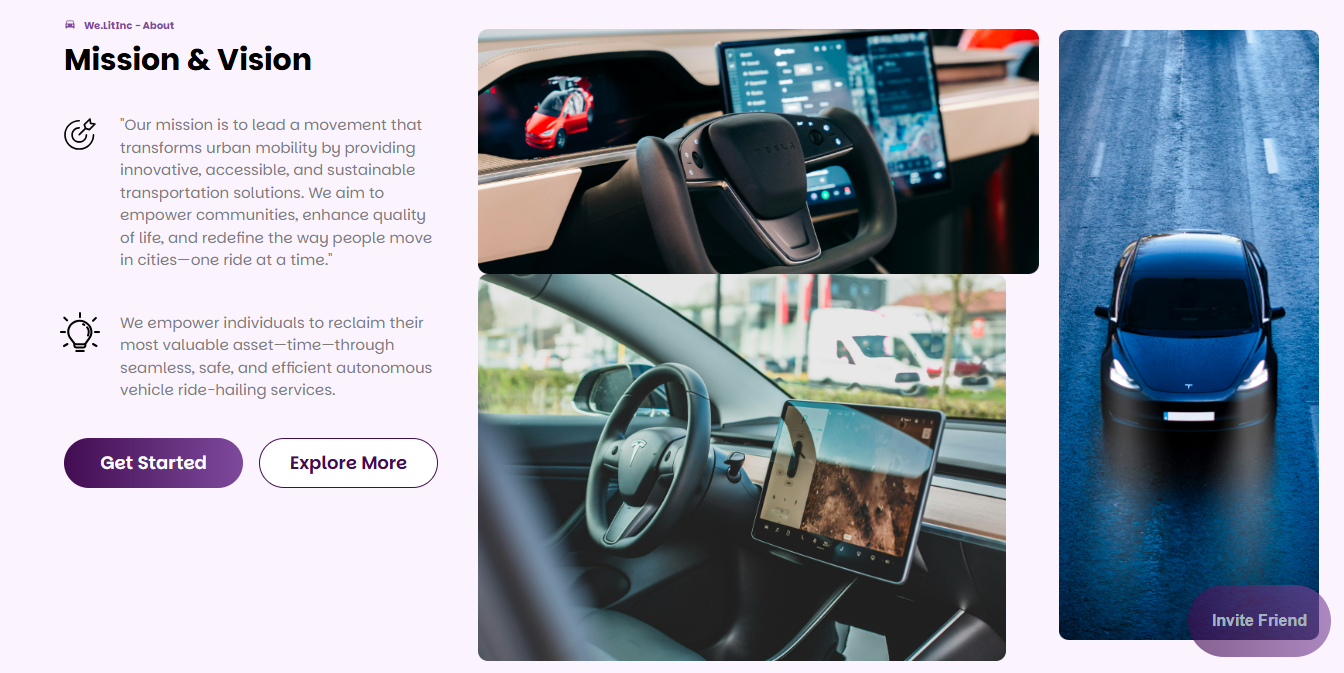 We.LitInc - About
Mission & Vision
"Our mission is to lead a movement that
transforms urban mobility by providing
innovative, accessible, and sustainable
transportation solutions. We aim to
empower communities, enhance quality
of life, and redefine the way people move
in cities—one ride at a time."
We empower individuals to reclaim their
most valuable asset—time—through
seamless, safe, and efficient autonomous
vehicle ride-hailing services.
Get Started
Explore More
TESLA
Invite Friend